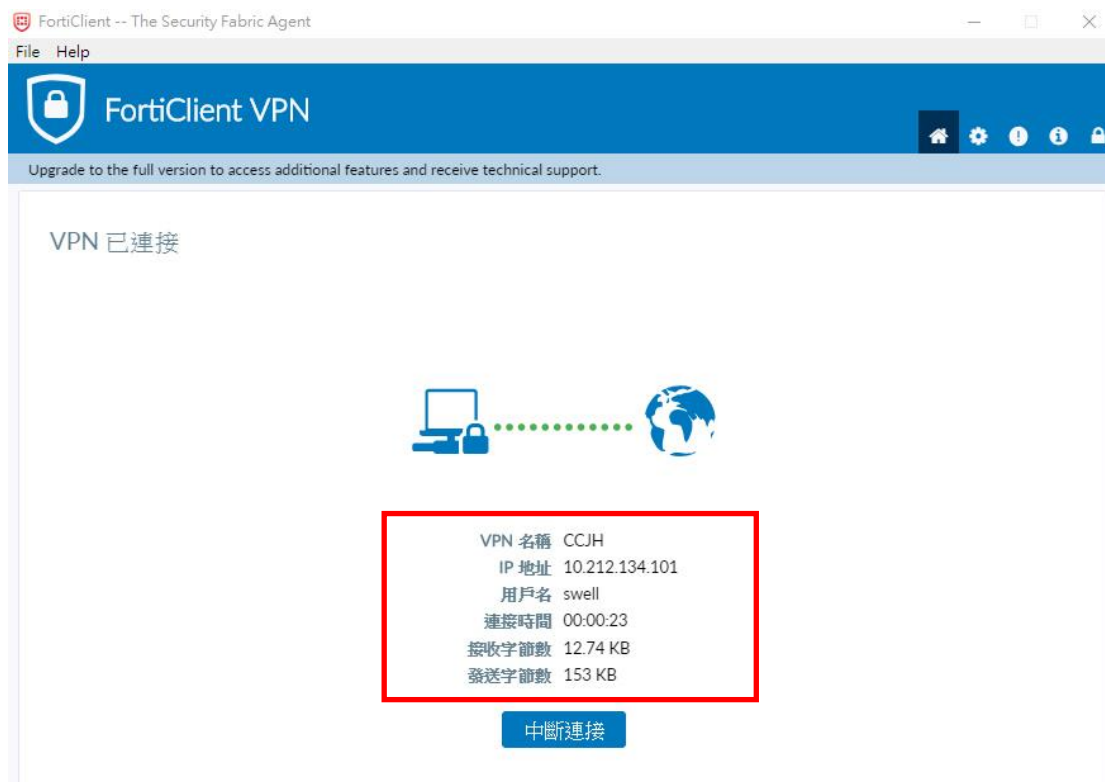 FortiClient -- The Security Fabric Agent
File Help
FortiClient VPN
Upgrade to the full version to access additional features and receive technical support.
VPN 已連接
VPN 名稱 CCJH
IP 地址 10.212.134.101
用戶名 swell
連接時間 00:00:23
接收字節數 12.74 KB
發送字節數 153 KB
中斷連接